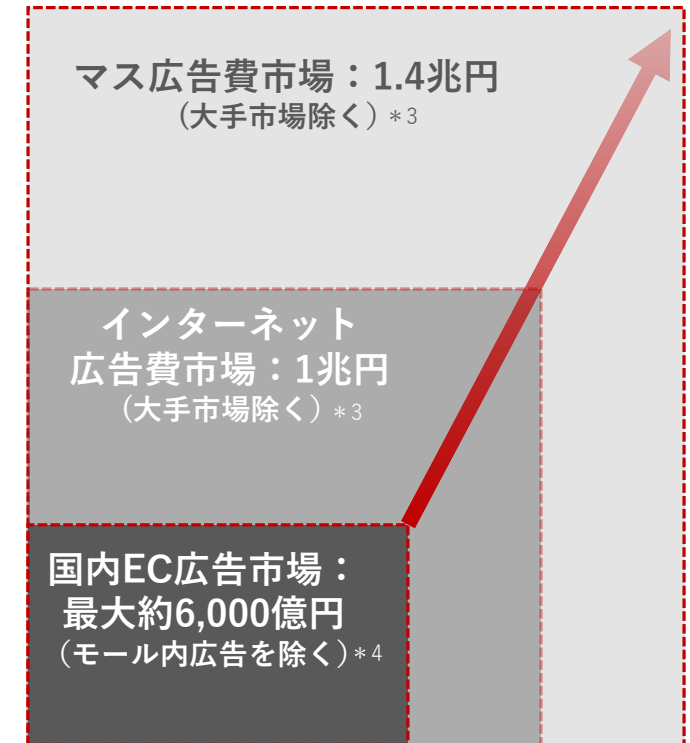 マス広告費市場：1.4兆円
（大手市場除く）＊3
インターネット
広告費市場：1兆円
（大手市場除く）＊3
国内EC広告市場：
最大約6,000億円
（モール内広告を除く）＊4